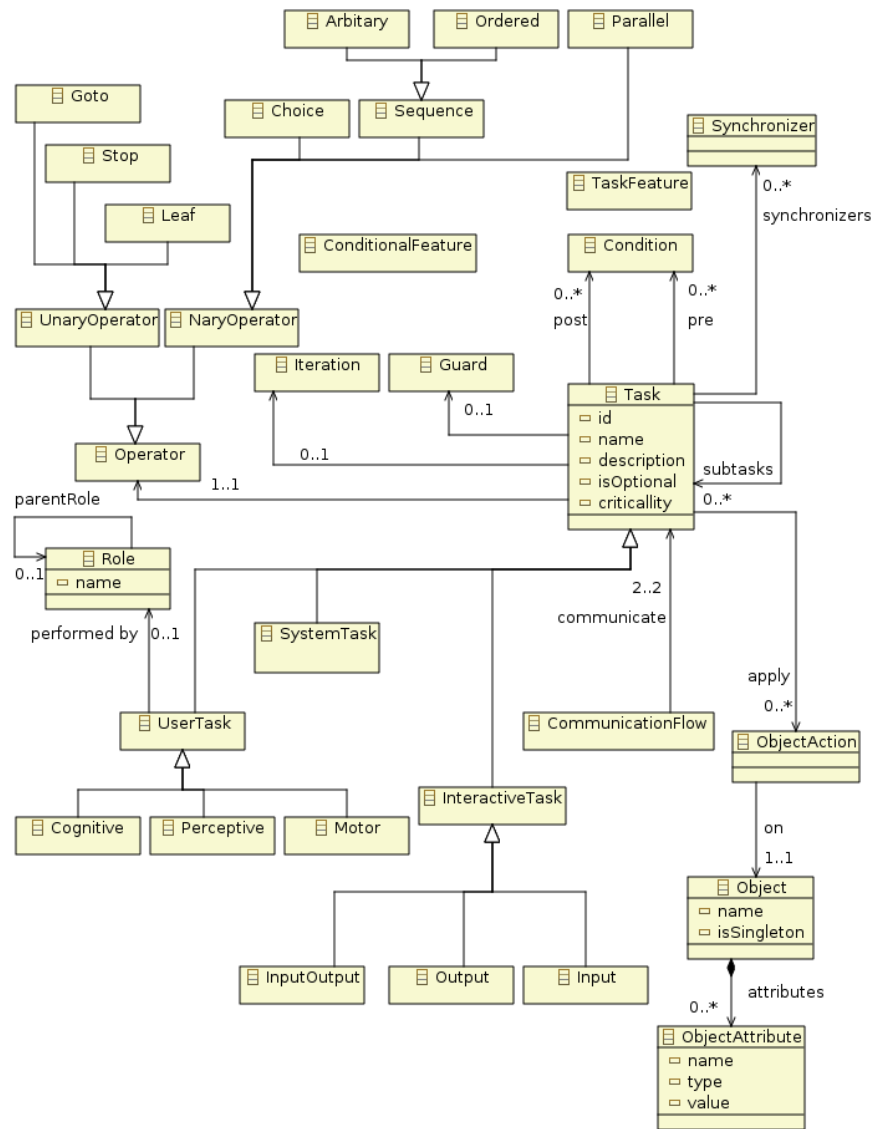 Arbitary
Ordered
Parallel
Goto
Choice
Sequence
Synchronizer
Stop
TaskFeature
0..*
synchronizers
Leaf
ConditionalFeature
Condition
0..*
0..*
post
pre
UnaryOperator
NaryOperator
Iteration
Guard
Task
id
name
description
isOptional
criticallity
0..1
0..1
1..1
subtasks
0..*
Operator
parentRole
0..1
Role
name
performed by
0..1
2..2
communicate
SystemTask
apply
0..*
UserTask
CommunicationFlow
ObjectAction
InteractiveTask
Cognitive
Perceptive
Motor
on
1..1
Object
name
isSingleton
InputOutput
Output
Input
attributes
0..*
ObjectAttribute
name
type
value